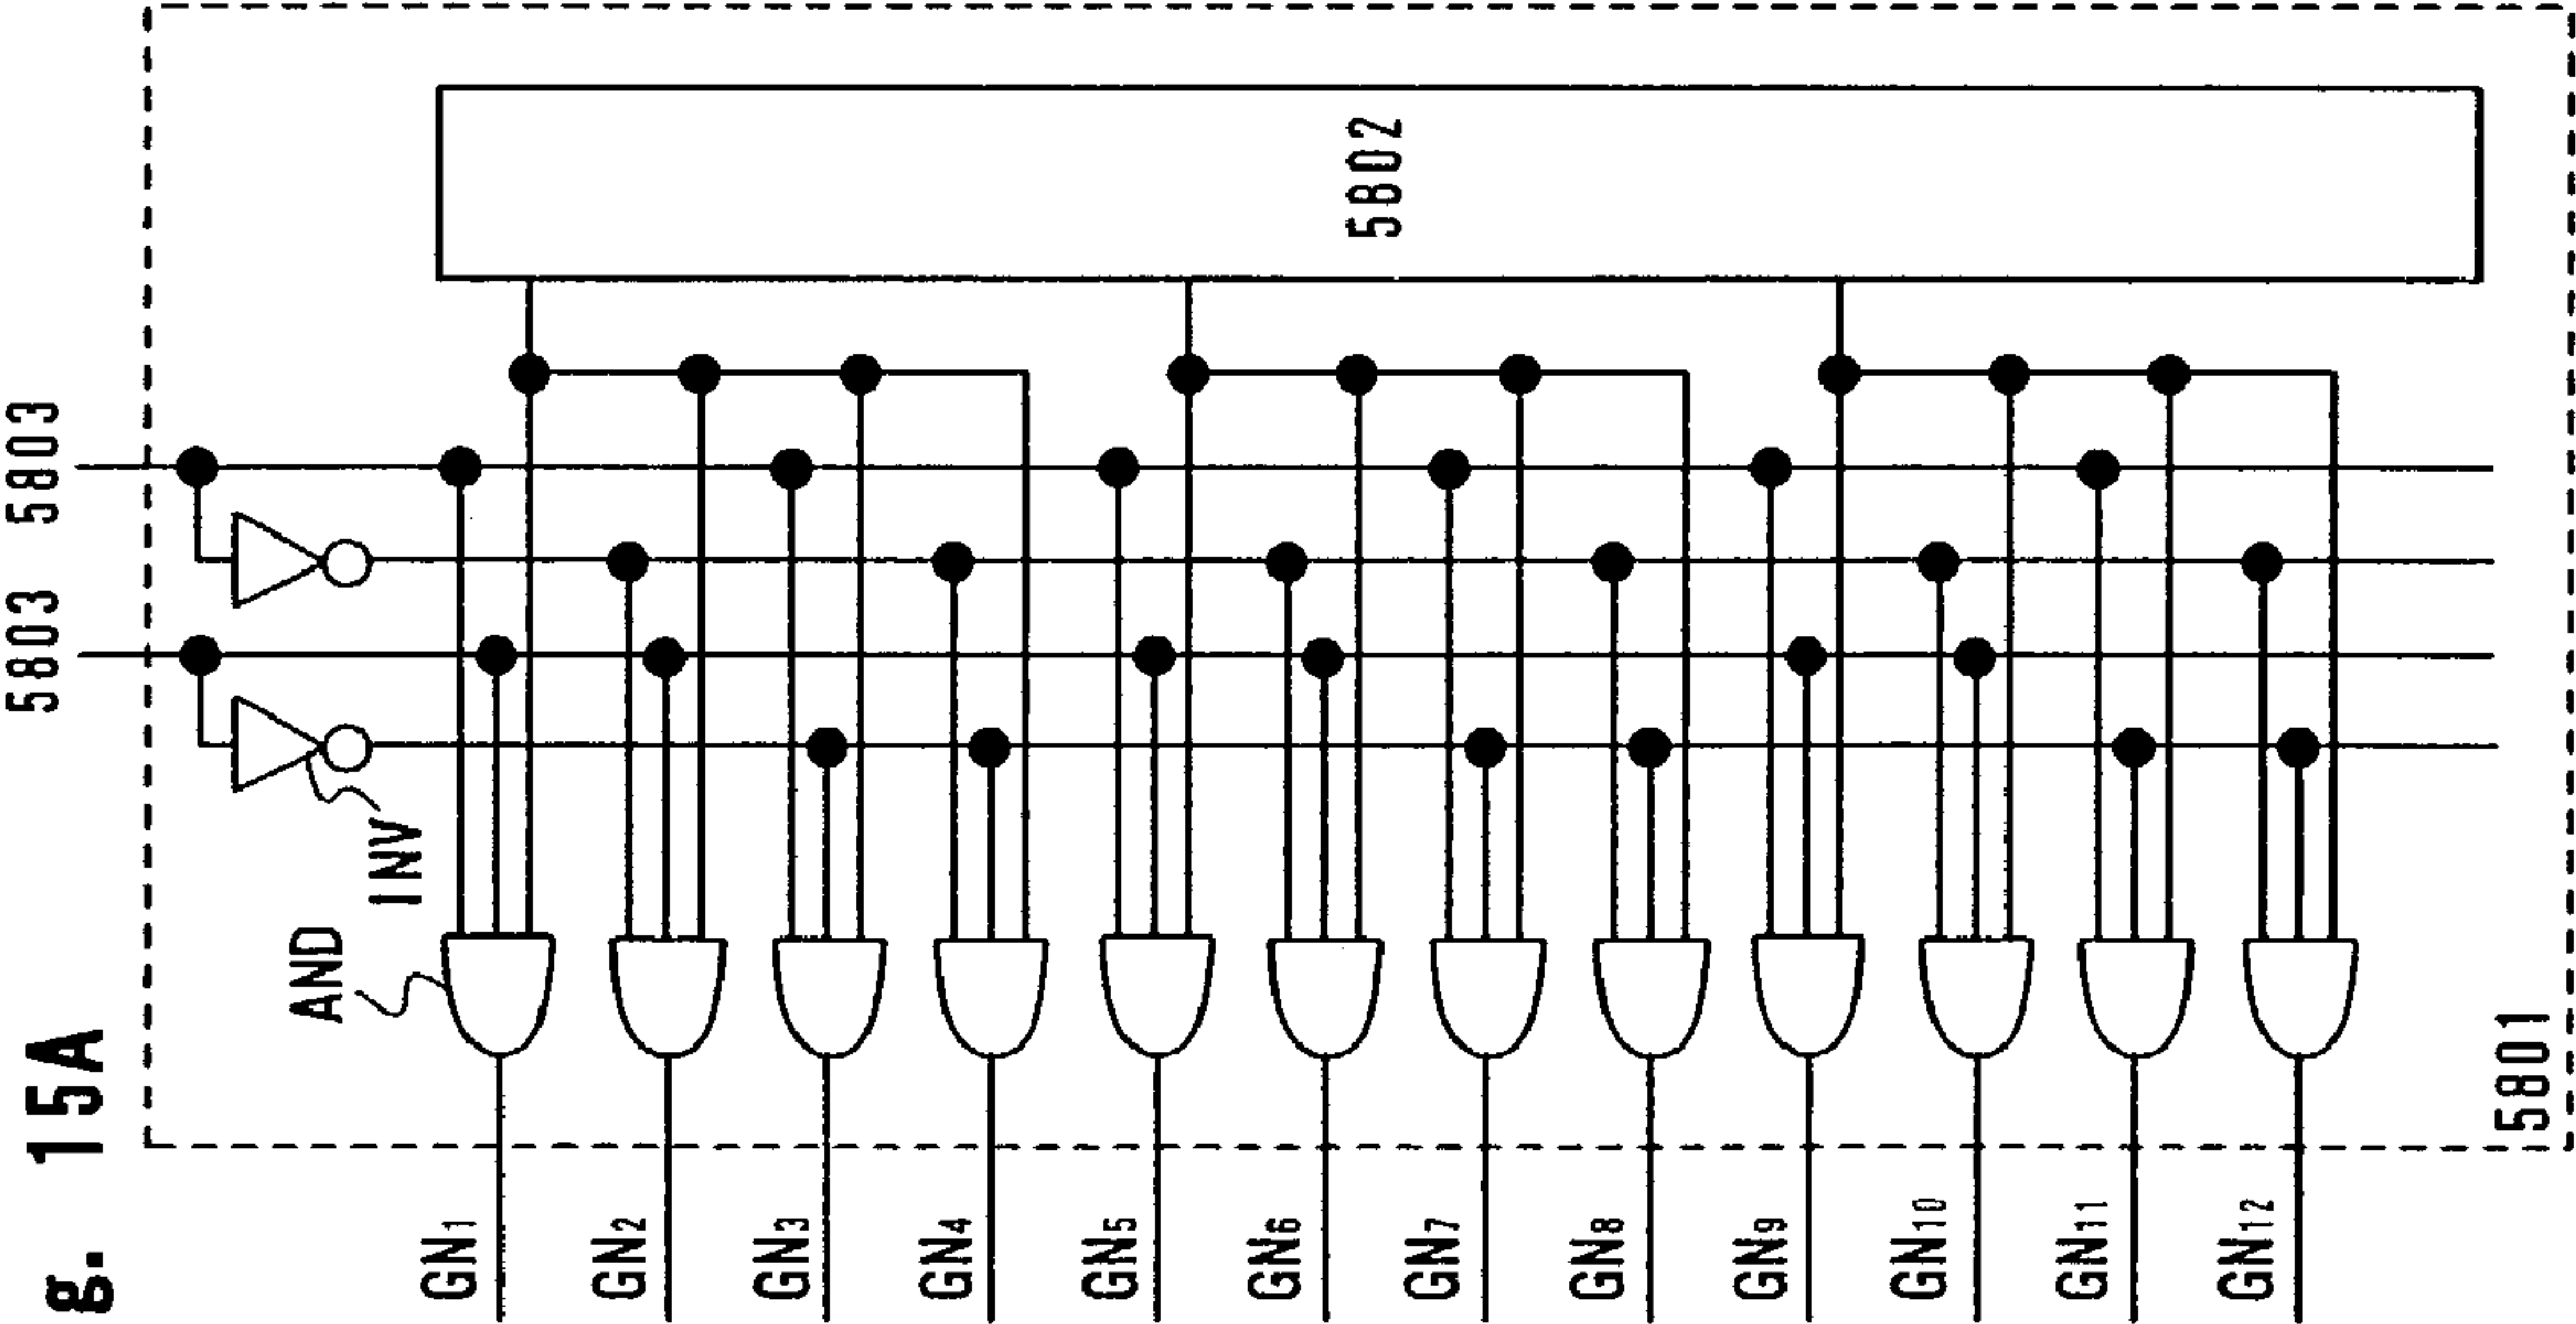 g. 15A
5803
5803
5802
INV
AND
GN1
GN2
GN3
GN4
GN5
GN6
GN7
GN8
GN9
GN10
GN11
GN12
5801